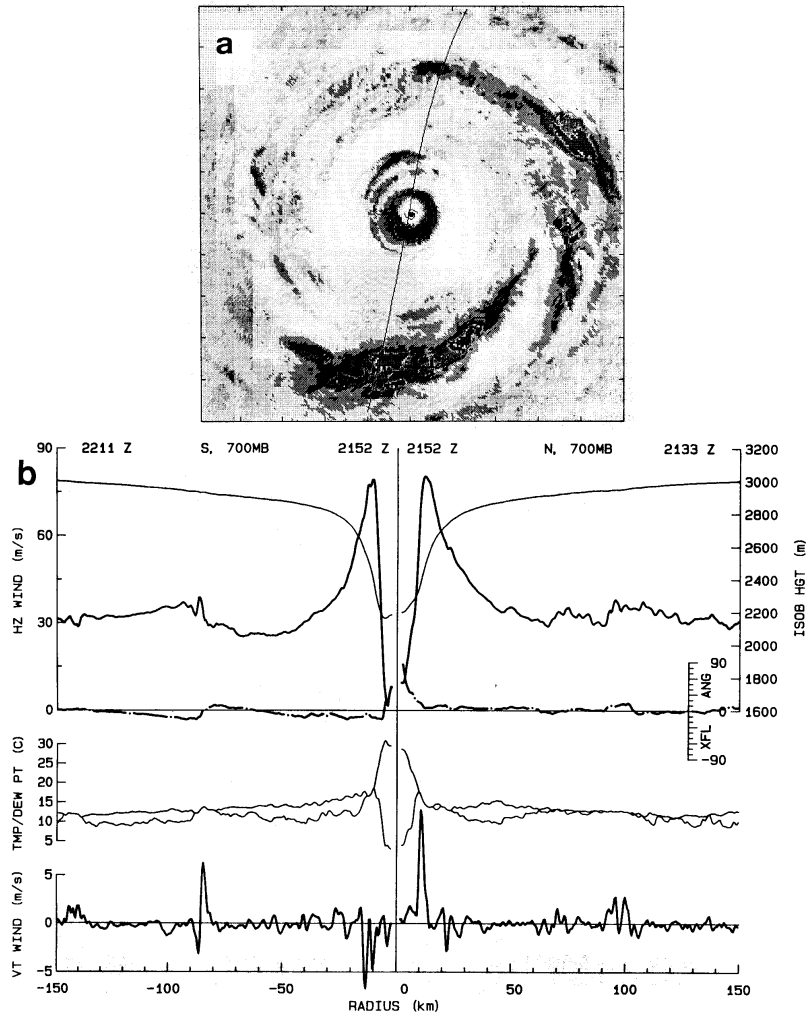 a
b
2211 Z S, 700MB 2152 Z 2152 Z N, 700MB 2133 Z
90
60
30
0
HZ WIND (m/s)
3200
3000
2800
2600
2400
2200
2000
1800
1600
ISOB HGT (m)
90
0
-90
XFL ANG
30
25
20
15
10
5
TMP/DEW PT (C)
5
0
-5
VT WIND (m/s)
-150 -100 -50 0 50 100 150
RADIUS (km)